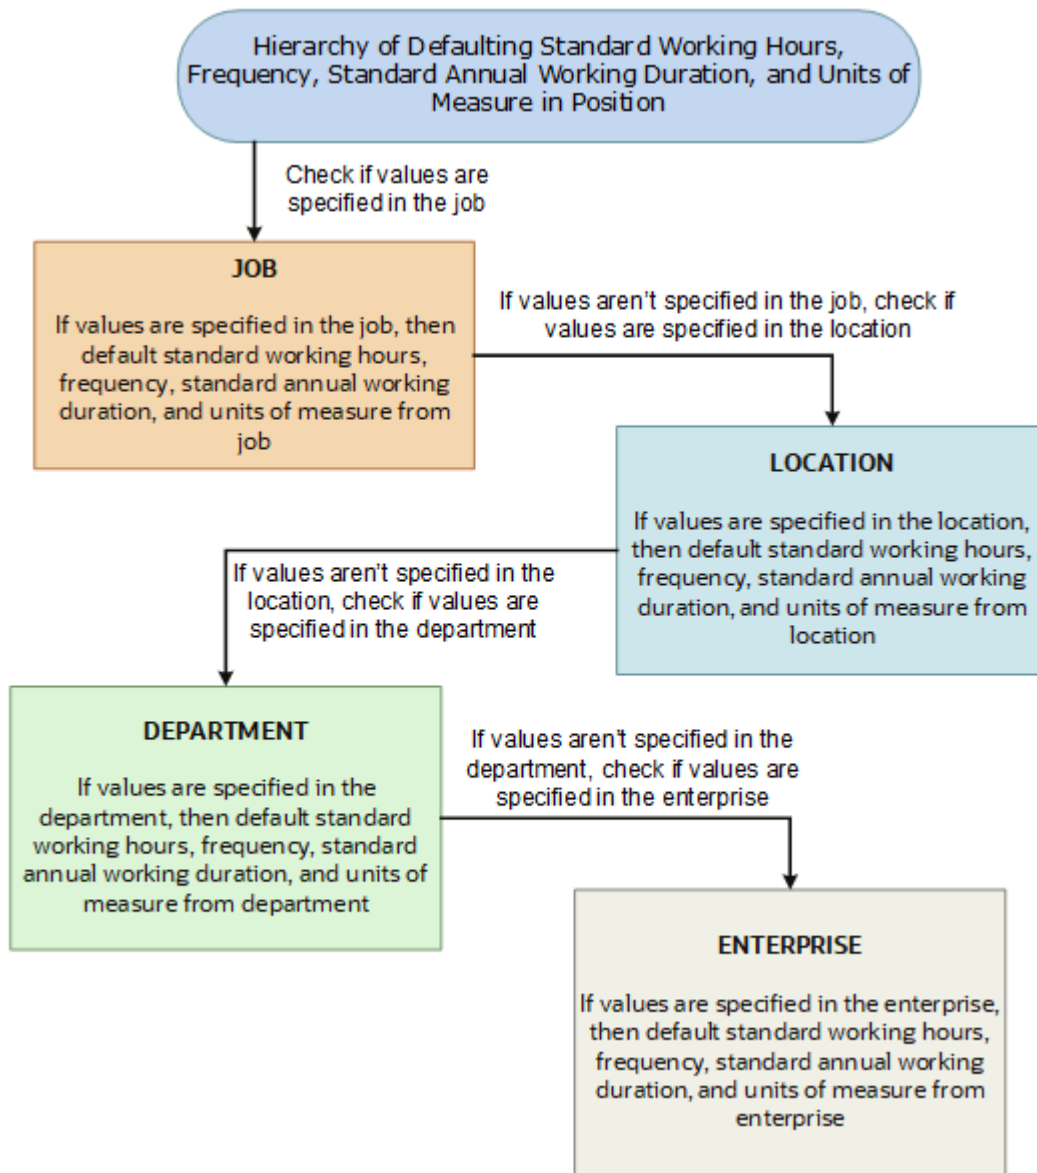 Hierarchy of Defaulting Standard Working Hours,
Frequency, Standard Annual Working Duration, and Units of
Measure in Position
Check if values are
specified in the job
JOB
If values are specified in the job, then
default standard working hours,
frequency, standard annual working
duration, and units of measure from
job
If values aren't specified in the job, check if
values are specified in the location
LOCATION
If values are specified in the location,
then default standard working hours,
frequency, standard annual working
duration, and units of measure from
location
If values aren't specified in the
location, check if values are
specified in the department
DEPARTMENT
If values are specified in the
department, then default standard
working hours, frequency, standard
annual working duration, and units of
measure from department
If values aren't specified in the
department, check if values are
specified in the enterprise
ENTERPRISE
If values are specified in the enterprise,
then default standard working hours,
frequency, standard annual working
duration, and units of measure from
enterprise